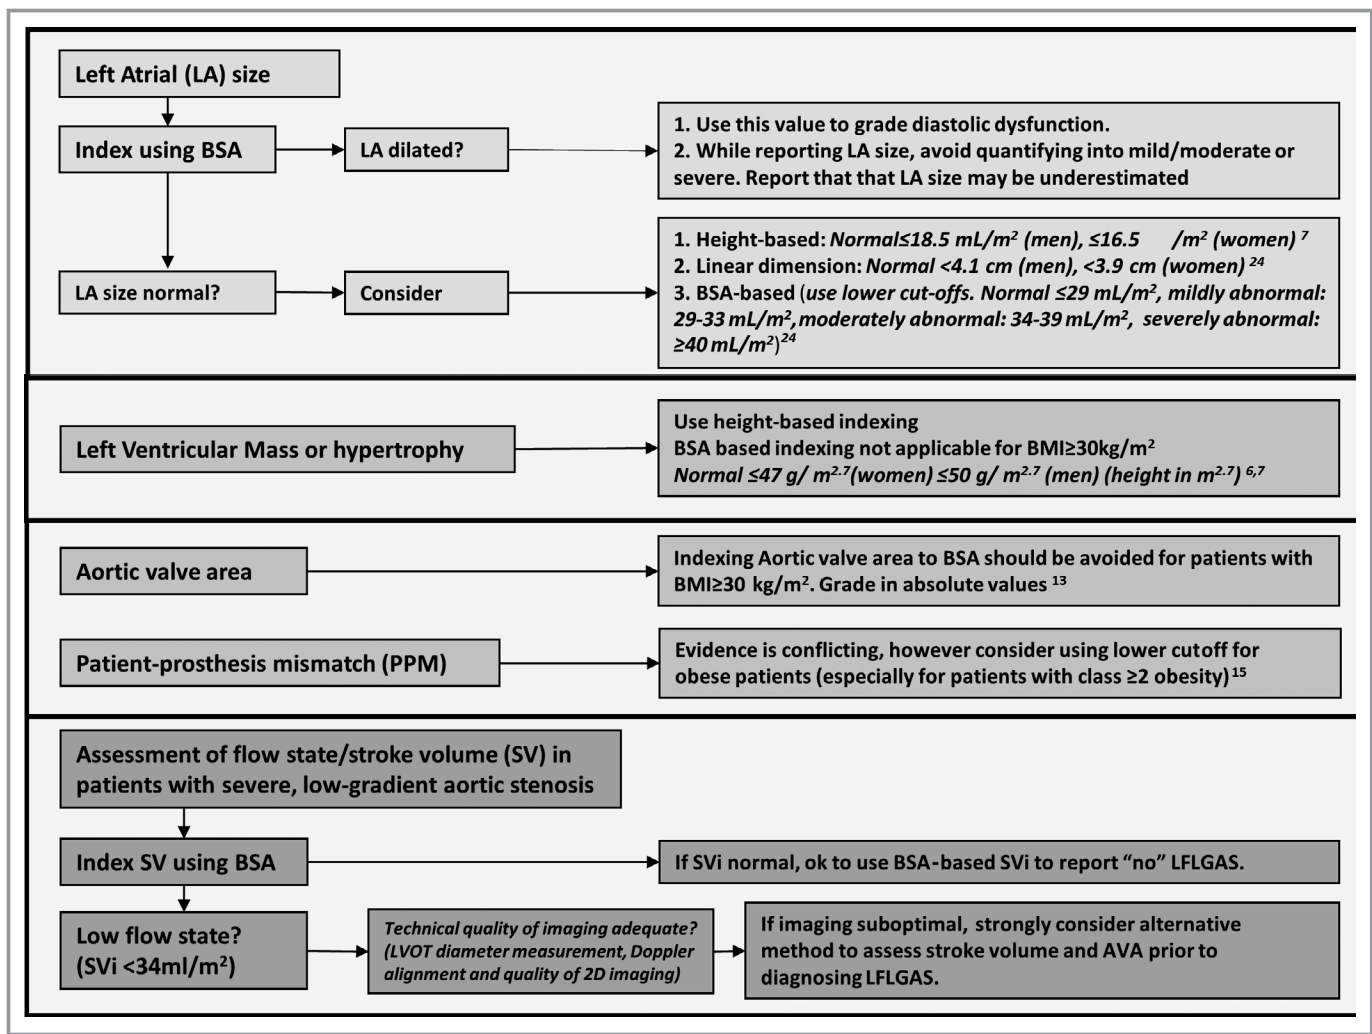 Left Atrial (LA) size
Index using BSA
LA dilated?
1. Use this value to grade diastolic dysfunction.
2. While reporting LA size, avoid quantifying into mild/moderate or
severe. Report that that LA size may be underestimated
LA size normal?
Consider
1. Height-based: Normal≤18.5 mL/m² (men), ≤16.5 /m² (women) ⁷
2. Linear dimension: Normal <4.1 cm (men), <3.9 cm (women) ²⁴
3. BSA-based (use lower cut-offs. Normal ≤29 mL/m², mildly abnormal:
29-33 mL/m², moderately abnormal: 34-39 mL/m², severely abnormal:
≥40 mL/m²)²⁴
Left Ventricular Mass or hypertrophy
Use height-based indexing
BSA based indexing not applicable for BMI≥30kg/m²
Normal ≤47 g/ m²·⁷(women) ≤50 g/ m²·⁷ (men) (height in m²·⁷) ⁶,⁷
Aortic valve area
Indexing Aortic valve area to BSA should be avoided for patients with
BMI≥30 kg/m². Grade in absolute values ¹³
Patient-prosthesis mismatch (PPM)
Evidence is conflicting, however consider using lower cutoff for
obese patients (especially for patients with class ≥2 obesity) ¹⁵
Assessment of flow state/stroke volume (SV) in
patients with severe, low-gradient aortic stenosis
Index SV using BSA
If SVi normal, ok to use BSA-based SVi to report “no” LFLGAS.
Low flow state?
(SVi <34ml/m²)
Technical quality of imaging adequate?
(LVOT diameter measurement, Doppler
alignment and quality of 2D imaging)
If imaging suboptimal, strongly consider alternative
method to assess stroke volume and AVA prior to
diagnosing LFLGAS.